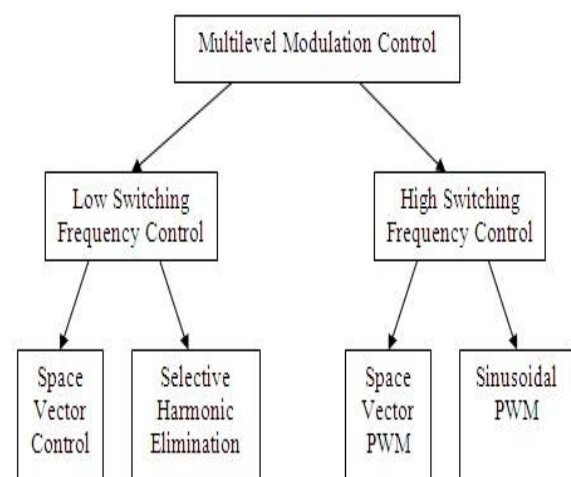 Multilevel Modulation Control
Low Switching
Frequency Control
High Switching
Frequency Control
Space
Vector
Control
Selective
Harmonic
Elimination
Space
Vector
PWM
Sinusoidal
PWM